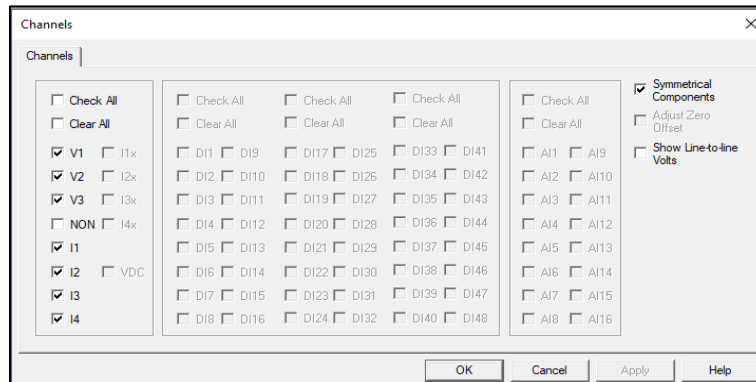 Channels
Channels
Check All
Clear All
V1 I1x
V2 I2x
V3 I3x
NON I4x
I1
I2 VDC
I3
I4
Check All Check All Check All
Clear All Clear All Clear All
DI1 DI9 DI17 DI25 DI33 DI41
DI2 DI10 DI18 DI26 DI34 DI42
DI3 DI11 DI19 DI27 DI35 DI43
DI4 DI12 DI20 DI28 DI36 DI44
DI5 DI13 DI21 DI29 DI37 DI45
DI6 DI14 DI22 DI30 DI38 DI46
DI7 DI15 DI23 DI31 DI39 DI47
DI8 DI16 DI24 DI32 DI40 DI48
Check All
Clear All
AI1 AI9
AI2 AI10
AI3 AI11
AI4 AI12
AI5 AI13
AI6 AI14
AI7 AI15
AI8 AI16
Symmetrical
Components
Adjust Zero
Offset
Show Line-to-line
Volts
OK Cancel Apply Help